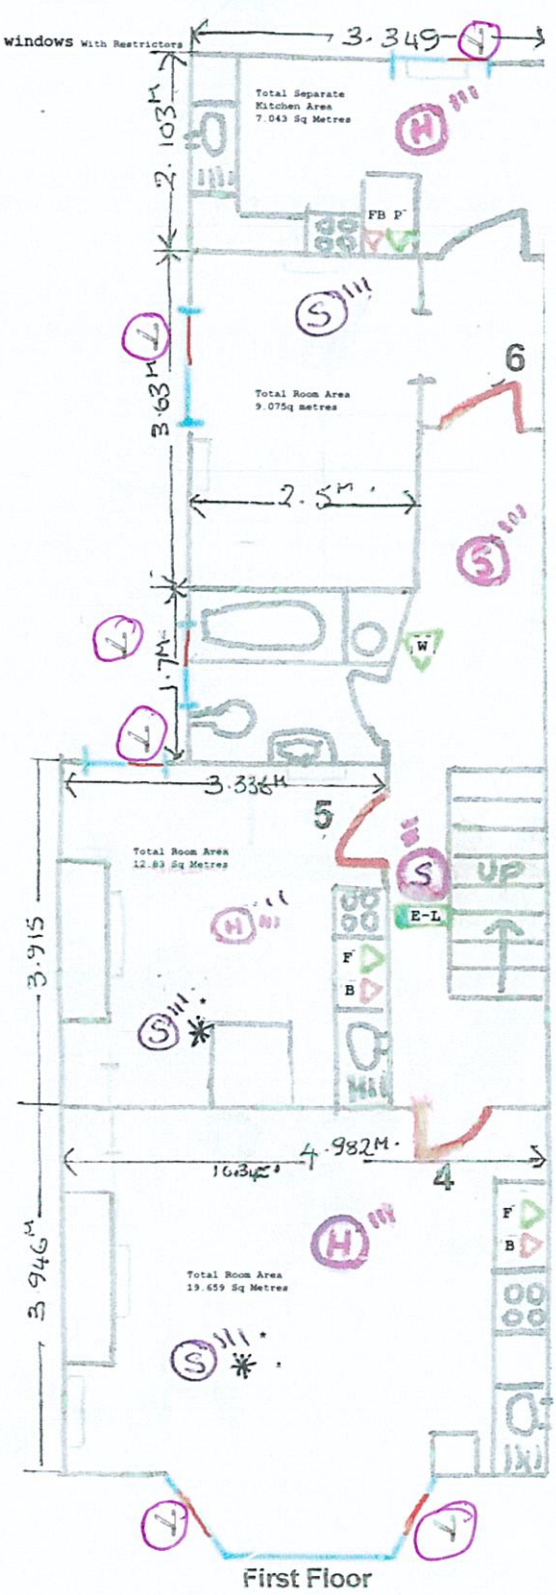 windows With Restrictors
3.349
L
Total Separate
Kitchen Area
7.043 Sq Metres
H
2.103M
FB P
S
L
6
3.63M
Total Room Area
9.075q metres
2.5M
S
L
W
1.7M
L
3.336M
5
Total Room Area
12.83 Sq Metres
S
UP
E-L
H
3.915
F
B
S
4.982M
4
F
H
B
3.946M
Total Room Area
19.659 Sq Metres
S
L
L
First Floor